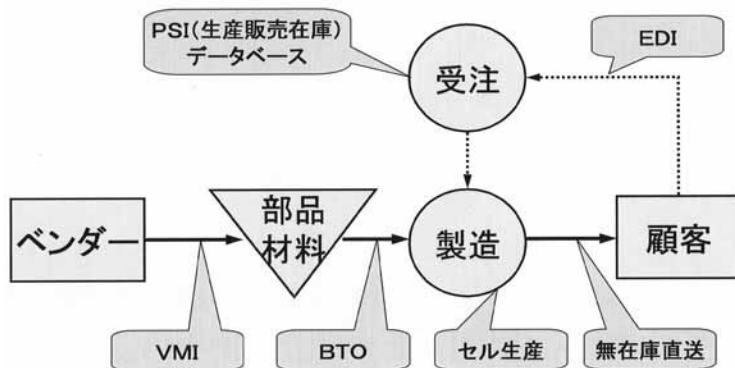 PSI(生産販売在庫)
データベース
受注
EDI
ベンダー
部品
材料
製造
顧客
VMI
BTO
セル生産
無在庫直送